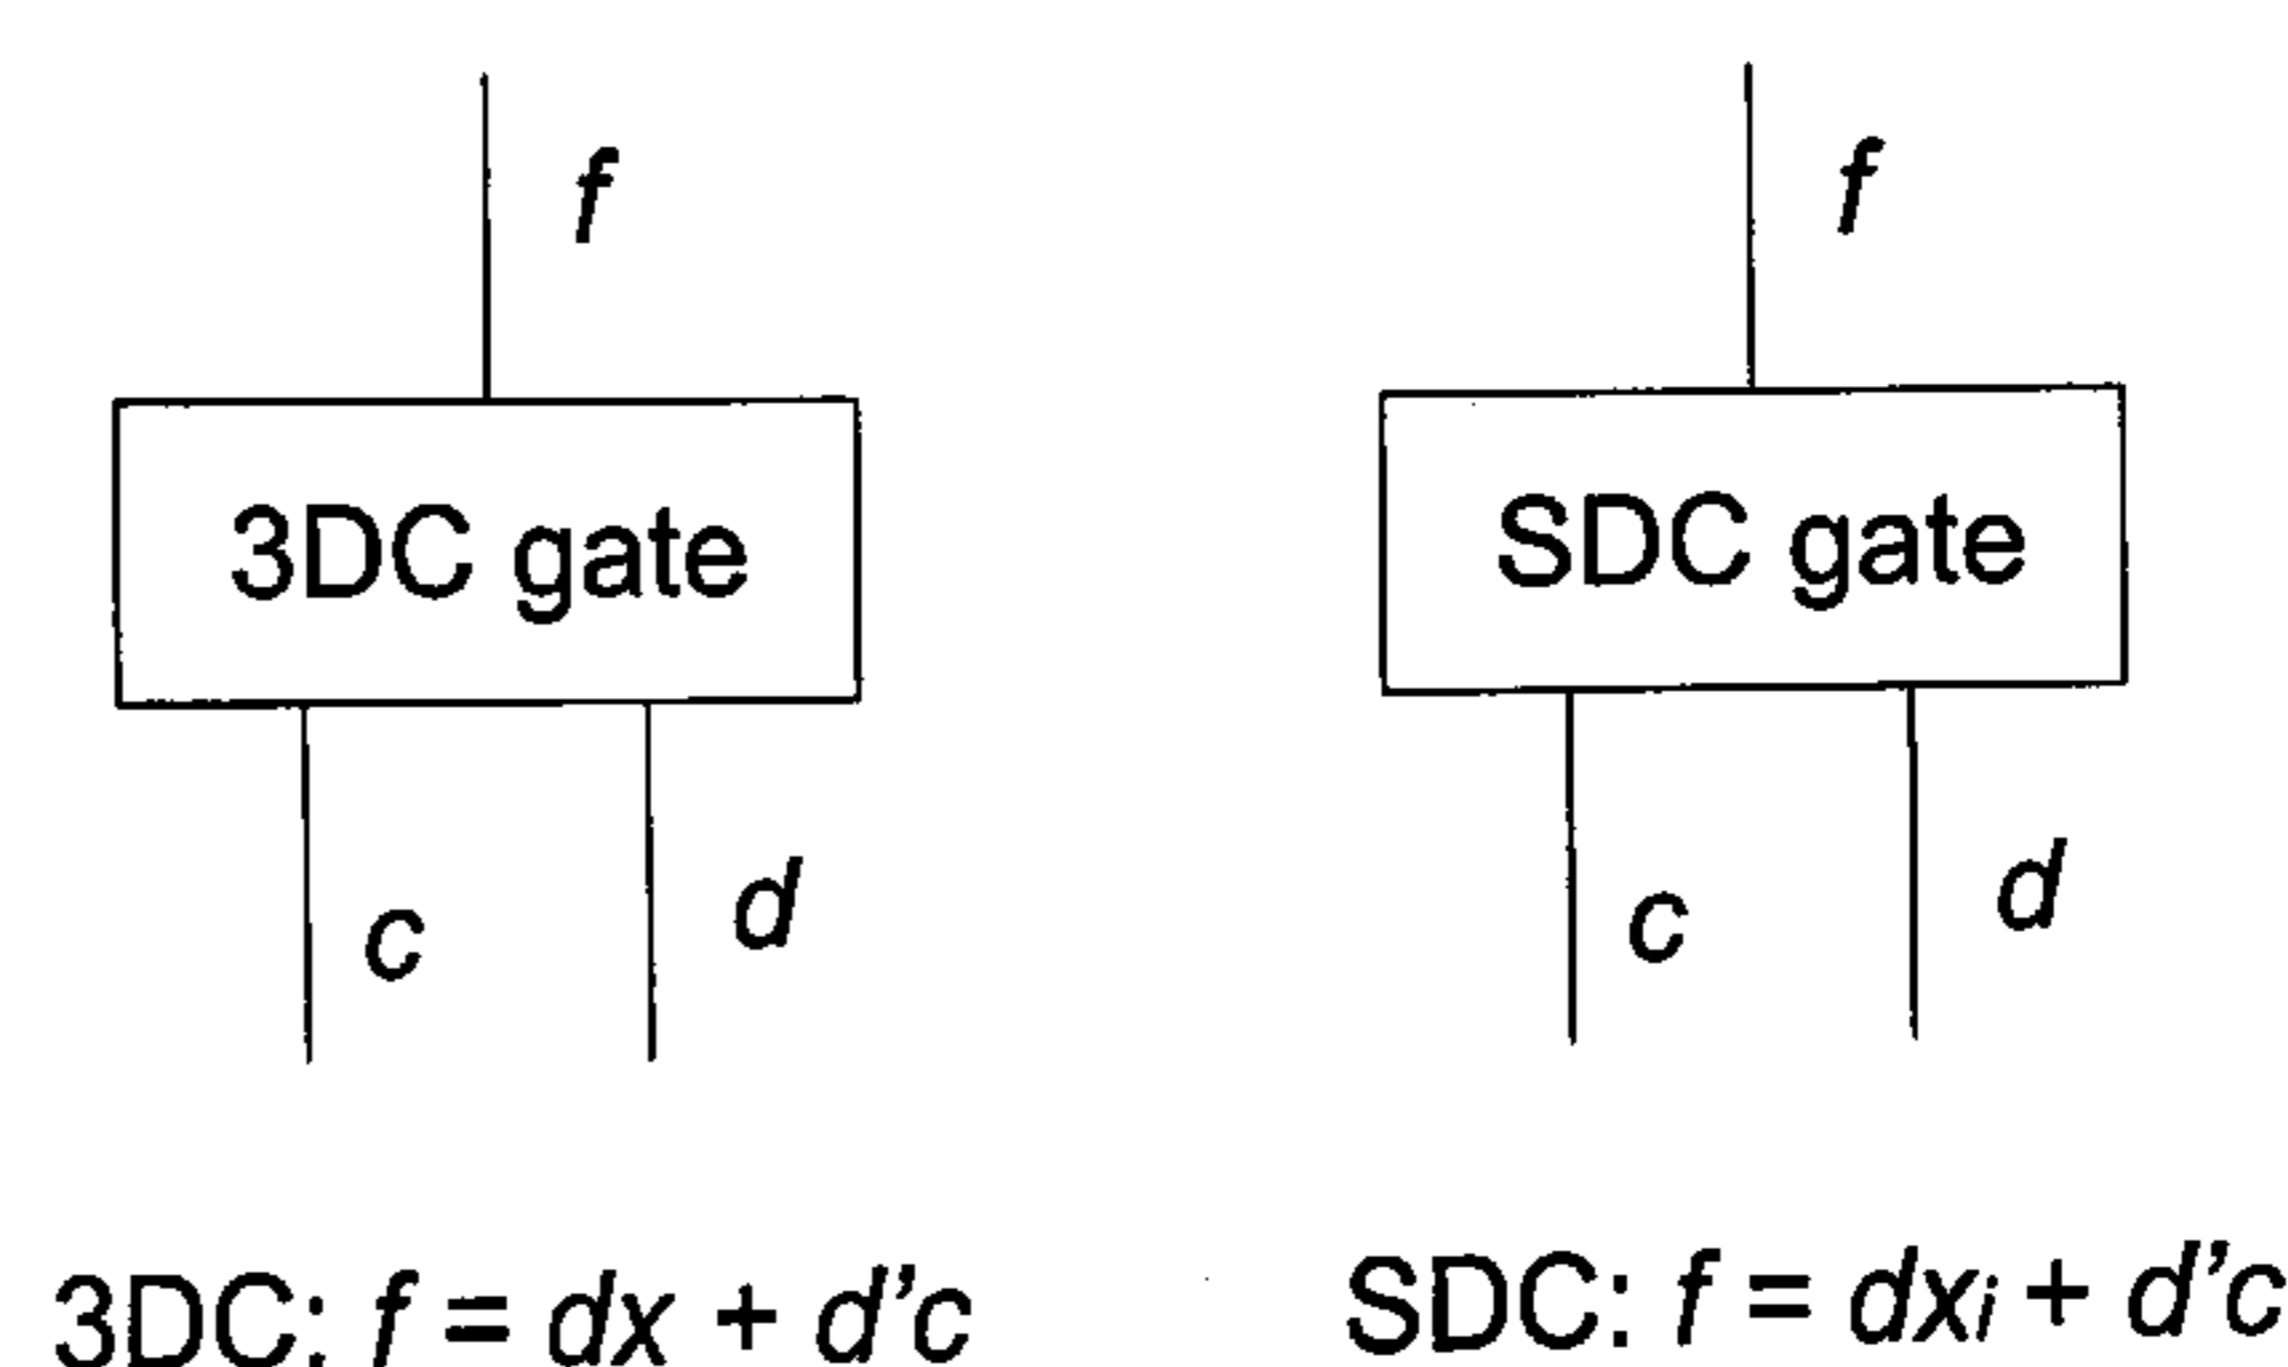 f
f
3DC gate
SDC gate
c
d
c
d
3DC: f = dx + d'c
SDC: f = dxi + d'c